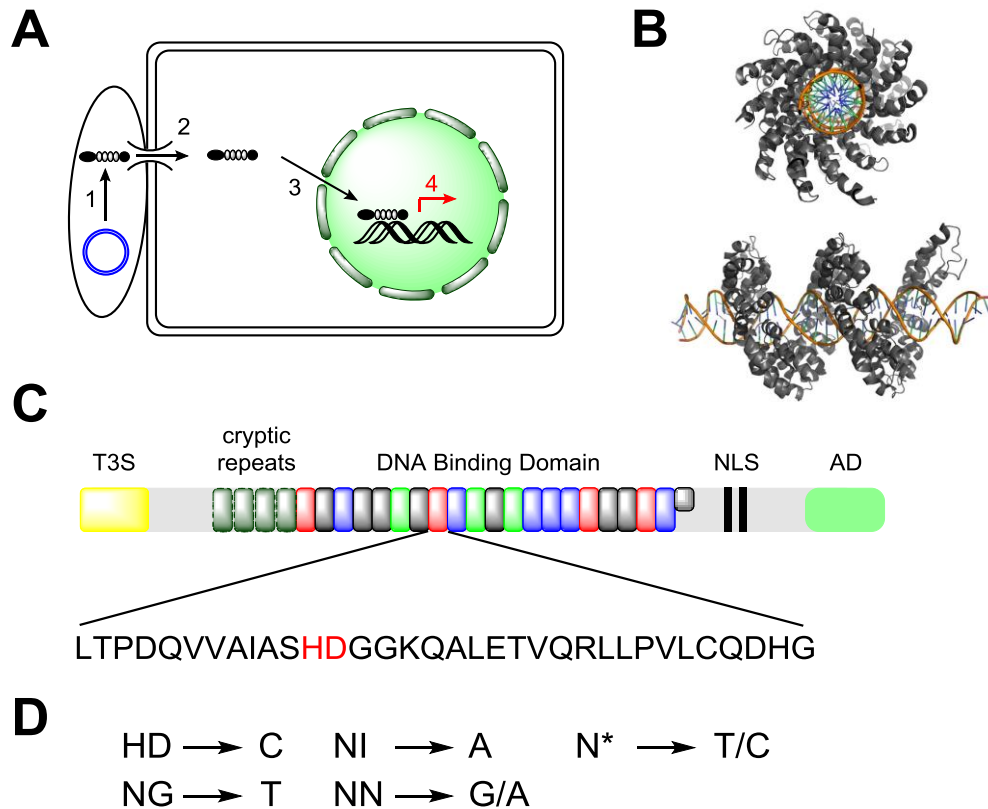 A
B
1
2
3
4
C
T3S
cryptic
repeats
DNA Binding Domain
NLS
AD
LTPDQVVAIASHDGGKQALETVQRLLPVLCQDHG
D
HD → C NI → A N* → T/C
NG → T NN → G/A